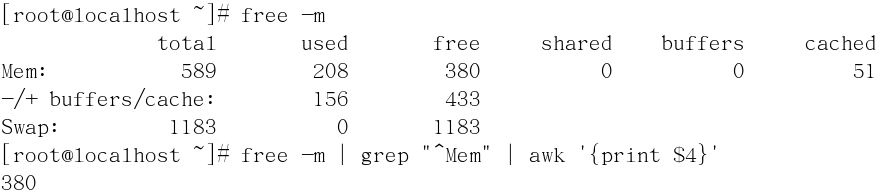 [root@localhost ~]# free -m
total used free shared buffers cached
Mem: 589 208 380 0 0 51
-/+ buffers/cache: 156 433
Swap: 1183 0 1183
[root@localhost ~]# free -m | grep "^Mem" | awk '{print $4}'
380